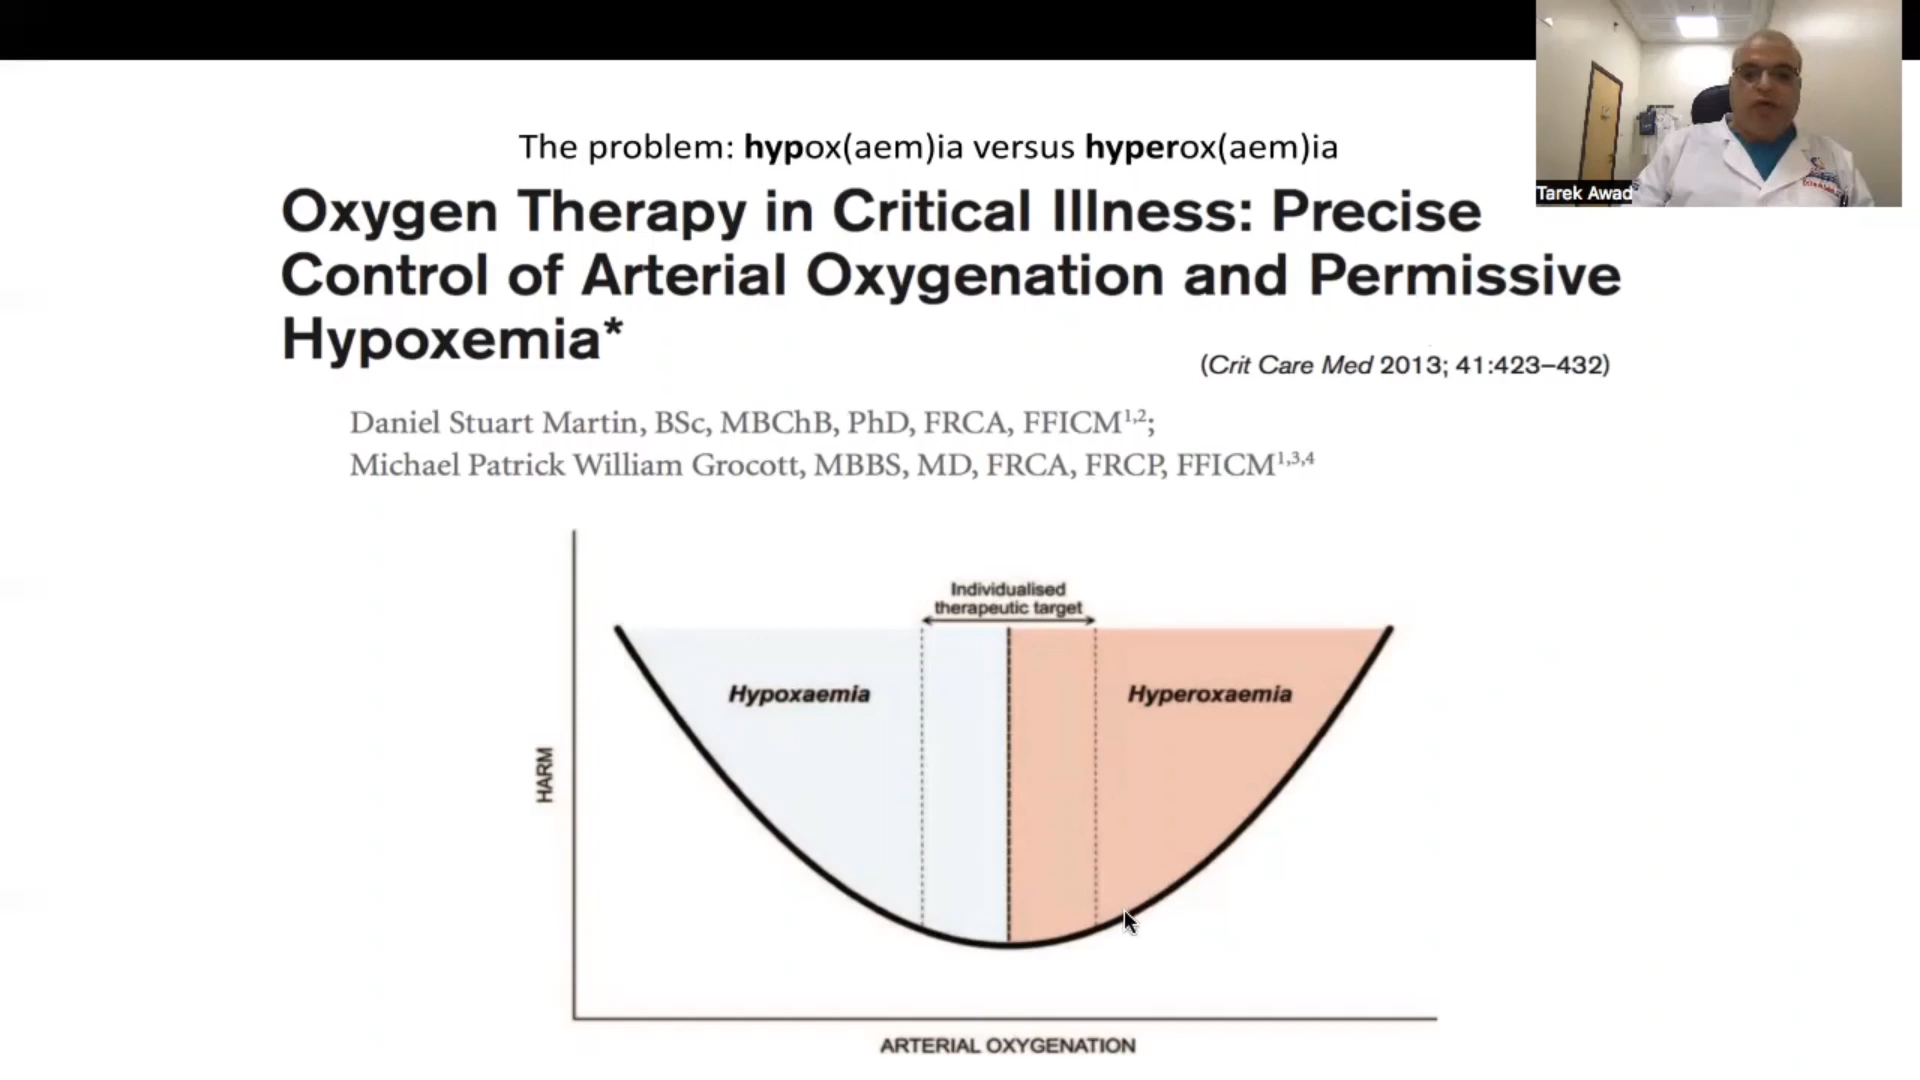 The problem: hypox(aem)ia versus hyperox(aem)ia
Oxygen Therapy in Critical Illness: Precise
Control of Arterial Oxygenation and Permissive
Hypoxemia*
(Crit Care Med 2013; 41:423–432)
Daniel Stuart Martin, BSc, MBChB, PhD, FRCA, FFICM1,2;
Michael Patrick William Grocott, MBBS, MD, FRCA, FRCP, FFICM1,3,4
Individualised
therapeutic target
Hypoxaemia
Hyperoxaemia
HARM
ARTERIAL OXYGENATION
Tarek Awad